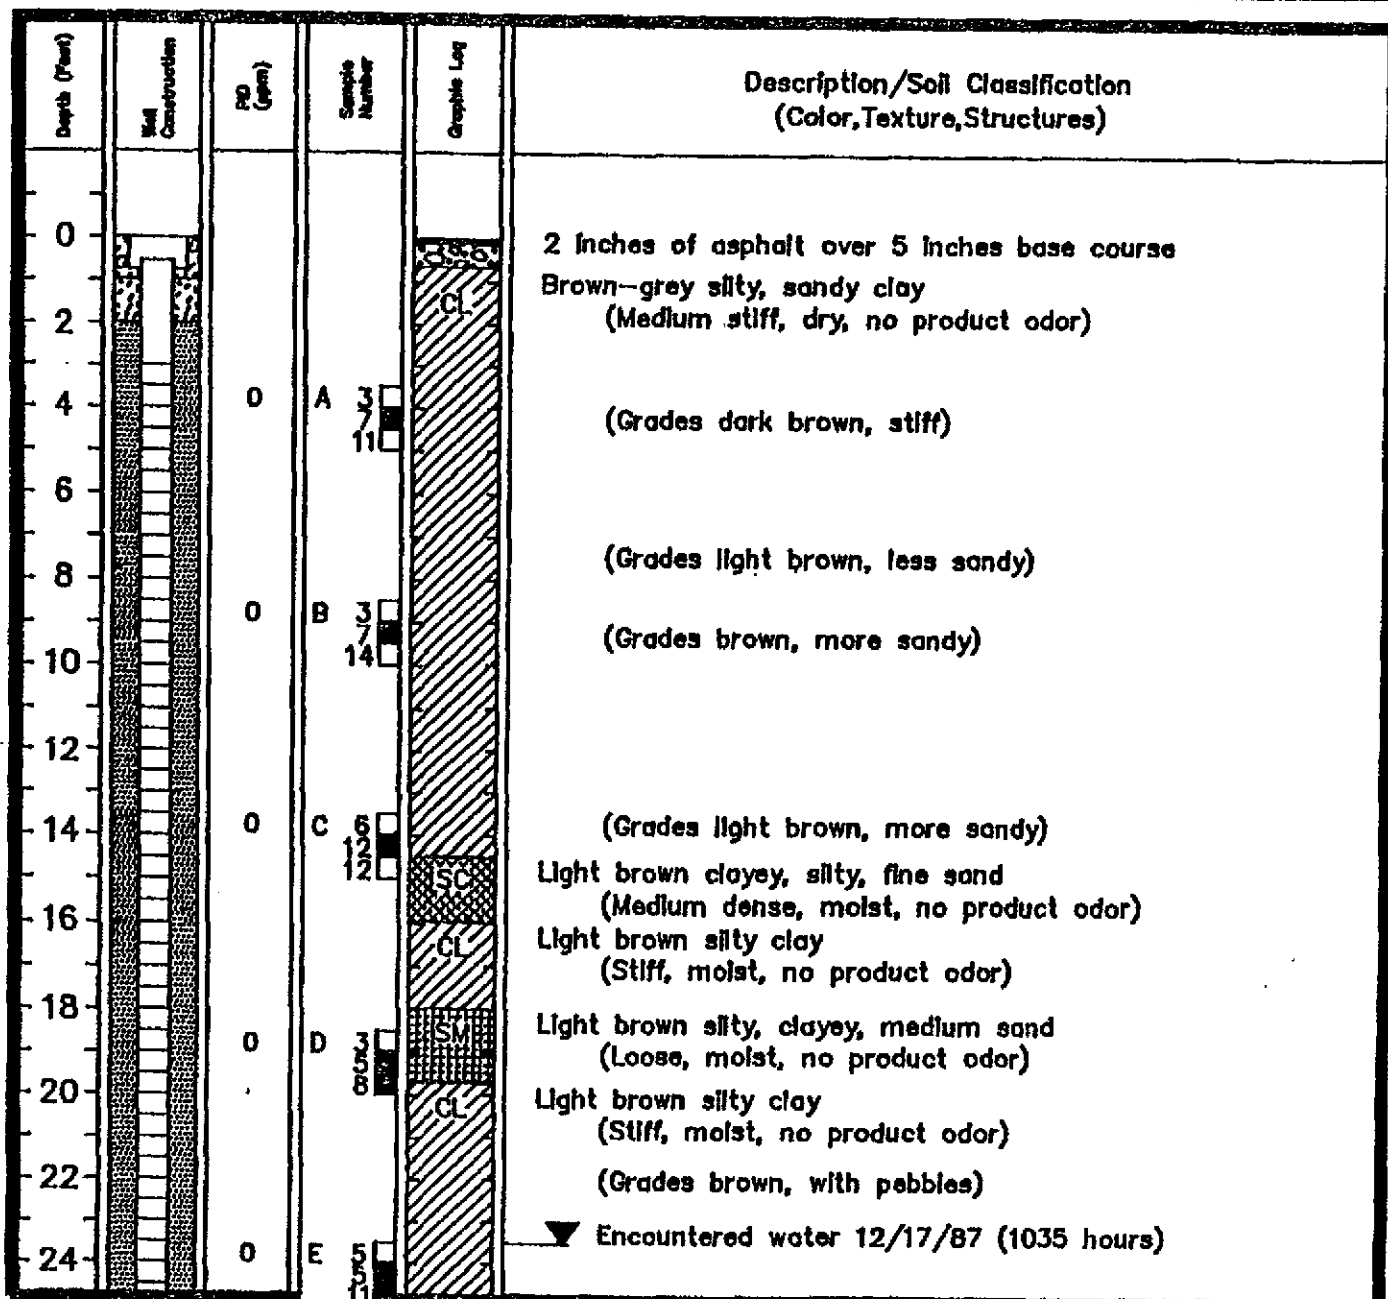 Depth (Feet)
Well Construction
PID (ppm)
Sample Number
Graphic Log
Description/Soil Classification
(Color,Texture,Structures)
0
2 inches of asphalt over 5 inches base course
Brown-grey silty, sandy clay
CL
2
(Medium stiff, dry, no product odor)
4
0
A
3
7
11
(Grades dark brown, stiff)
6
(Grades light brown, less sandy)
8
0
B
3
7
14
(Grades brown, more sandy)
10
12
14
0
C
6
12
(Grades light brown, more sandy)
SC
Light brown clayey, silty, fine sand
(Medium dense, moist, no product odor)
16
CL
Light brown silty clay
(Stiff, moist, no product odor)
18
0
D
3
5
8
SM
Light brown silty, clayey, medium sand
(Loose, moist, no product odor)
20
CL
Light brown silty clay
(Stiff, moist, no product odor)
22
(Grades brown, with pebbles)
Encountered water 12/17/87 (1035 hours)
24
0
E
5
11